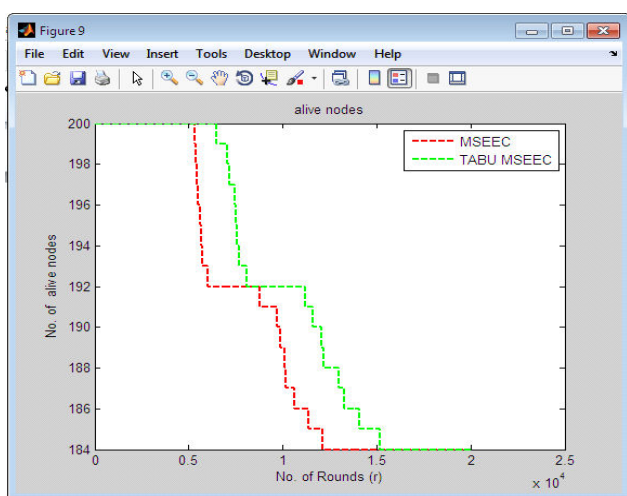 Figure 9
File Edit View Insert Tools Desktop Window Help
alive nodes
MSEEC
TABU MSEEC
No. of alive nodes
200
198
196
194
192
190
188
186
184
0 0.5 1 1.5 2 2.5
No. of Rounds (r)
x 10^4